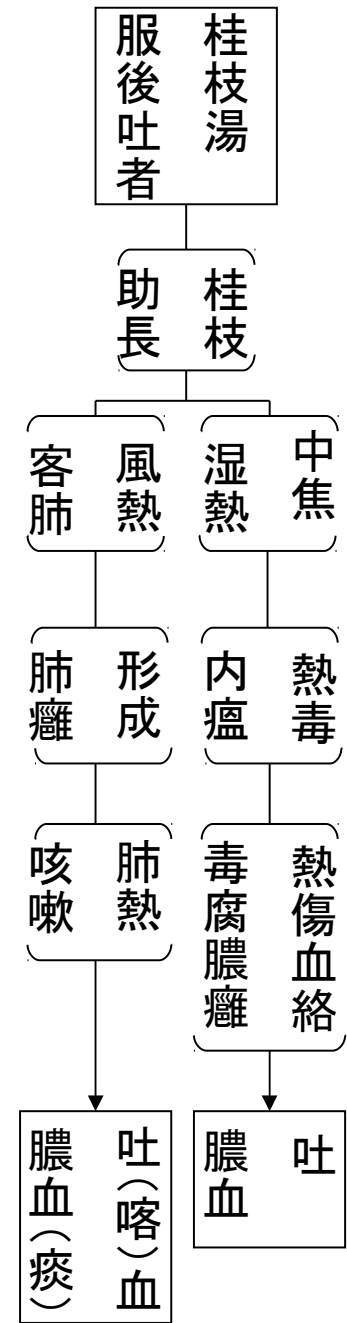 桂枝湯
服後吐者
桂枝
助長
中焦
湿熱
熱毒
内瘟
熱傷血絡
毒腐膿癰
吐
膿血
風熱
客肺
形成
肺癰
肺熱
咳嗽
吐(喀)血
膿血(痰)